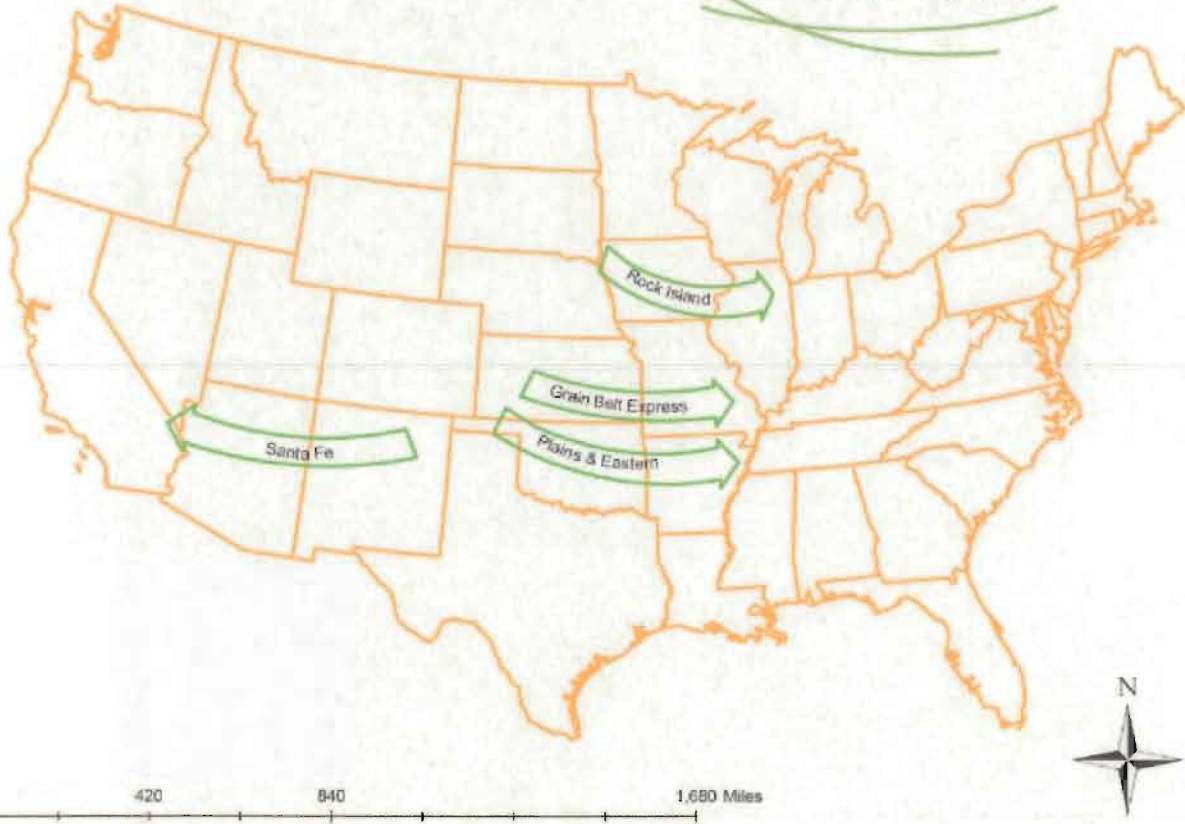 Rock Island
Grain Belt Express
Plains & Eastern
Santa Fe
N
420
840
1,680 Miles